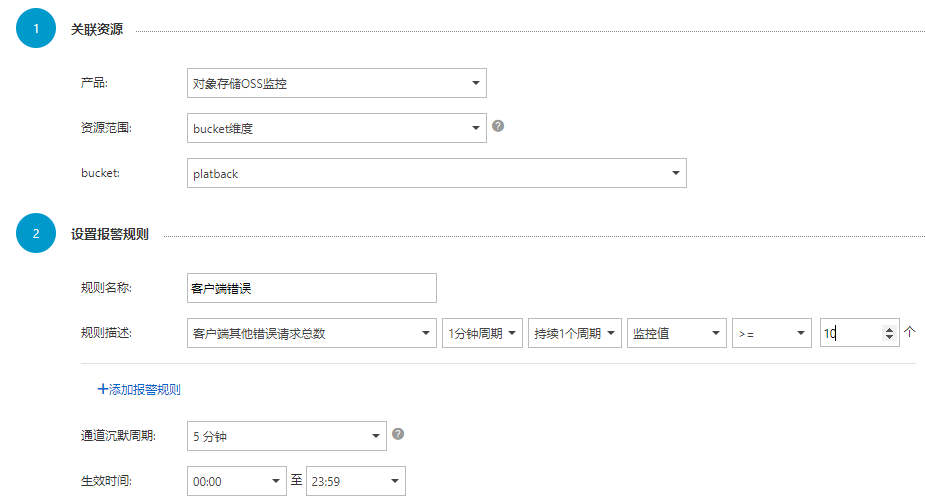 1 关联资源
产品: 对象存储OSS监控
资源范围: bucket维度 ?
bucket: platback
2 设置报警规则
规则名称: 客户端错误
规则描述: 客户端其他错误请求总数 1分钟周期 持续1个周期 监控值 >= 10 个
+添加报警规则
通道沉默周期: 5 分钟 ?
生效时间: 00:00 至 23:59